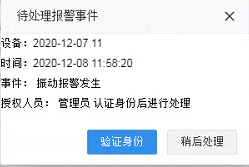 待处理报警事件
设备：2020-12-07 11
时间：2020-12-08 11:58:20
事件： 振动报警发生
授权人员： 管理员 认证身份后进行处理
验证身份 稍后处理